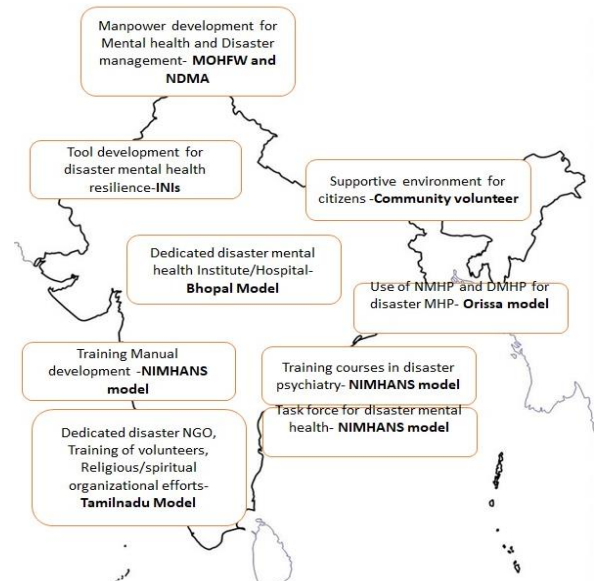 Manpower development for
Mental health and Disaster
management- MOHFW and
NDMA
Tool development for
disaster mental health
resilience-INIs
Supportive environment for
citizens -Community volunteer
Dedicated disaster mental
health Institute/Hospital-
Bhopal Model
Use of NMHP and DMHP for
disaster MHP- Orissa model
Training Manual
development -NIMHANS
model
Training courses in disaster
psychiatry- NIMHANS model
Task force for disaster mental
health- NIMHANS model
Dedicated disaster NGO,
Training of volunteers,
Religious/spiritual
organizational efforts-
Tamilnadu Model